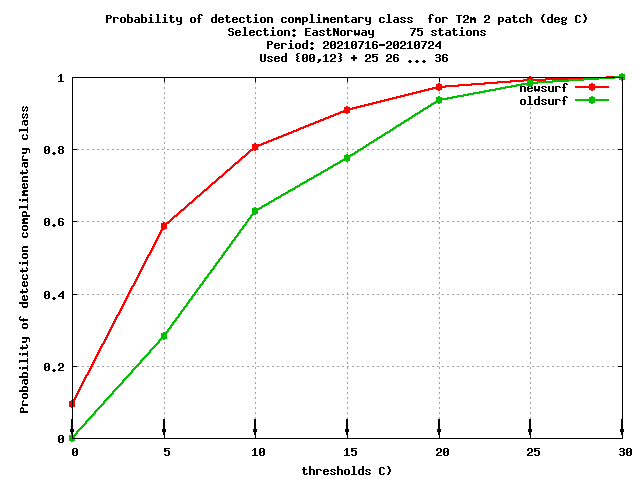 Probability of detection complimentary class  for T2m 2 patch (deg C)
Selection: EastNorway     75 stations
Period: 20210716-20210724
Used {00,12} + 25 26 ... 36
Probability of detection complimentary class
1
0.8
0.6
0.4
0.2
0
newsurf
oldsurf
0 5 10 15 20 25 30
thresholds C)